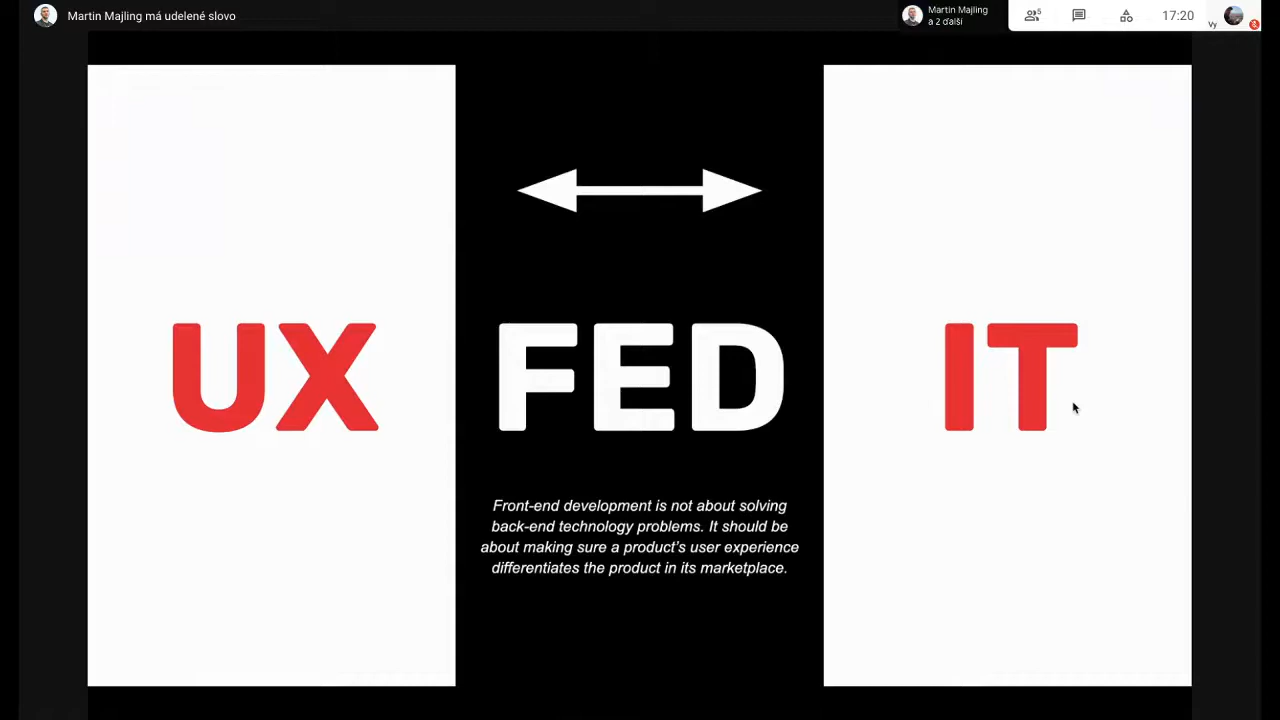 Martin Majling má udelené slovo
Martin Majling
a 2 ďalší
5
17:20
Vy
UX
FED
IT
Front-end development is not about solving
back-end technology problems. It should be
about making sure a product's user experience
differentiates the product in its marketplace.